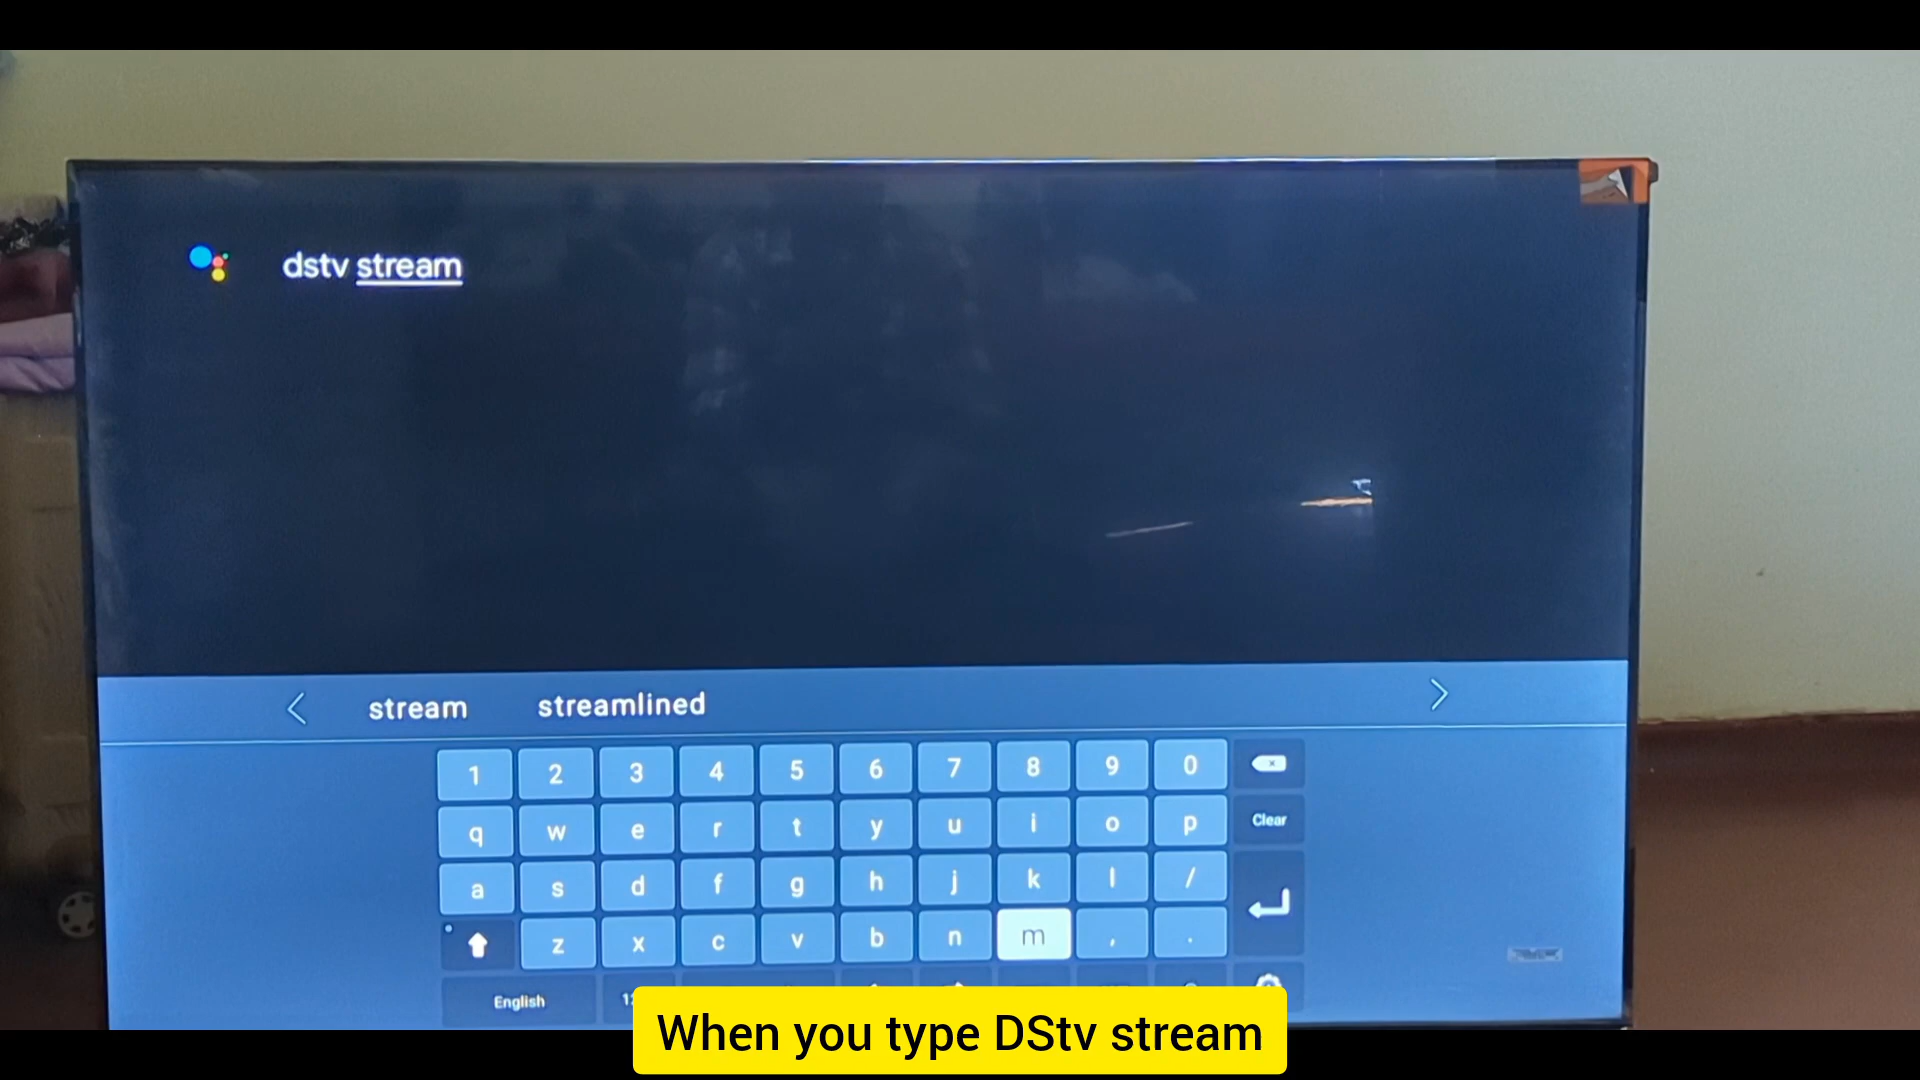 dstv stream
stream streamlined
1 2 3 4 5 6 7 8 9 0
q w e r t y u i o p Clear
a s d f g h j k l /
z x c v b n m , .
English
When you type DStv stream